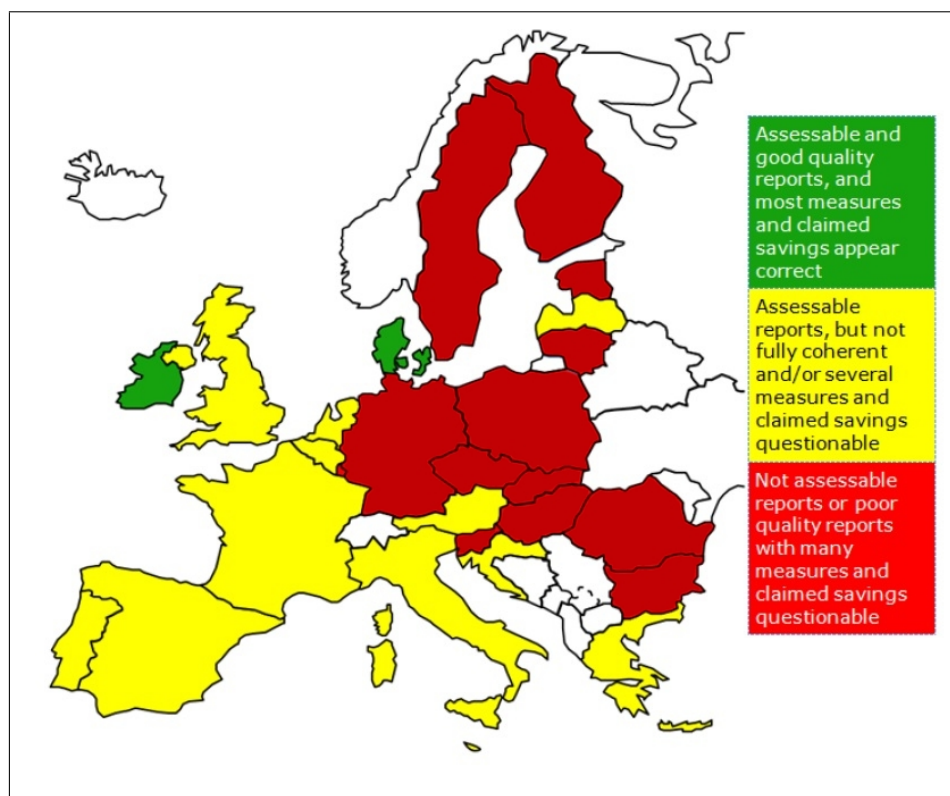 Assessable and
good quality
reports, and
most measures
and claimed
savings appear
correct
Assessable
reports, but not
fully coherent
and/or several
measures and
claimed savings
questionable
Not assessable
reports or poor
quality reports
with many
measures and
claimed savings
questionable